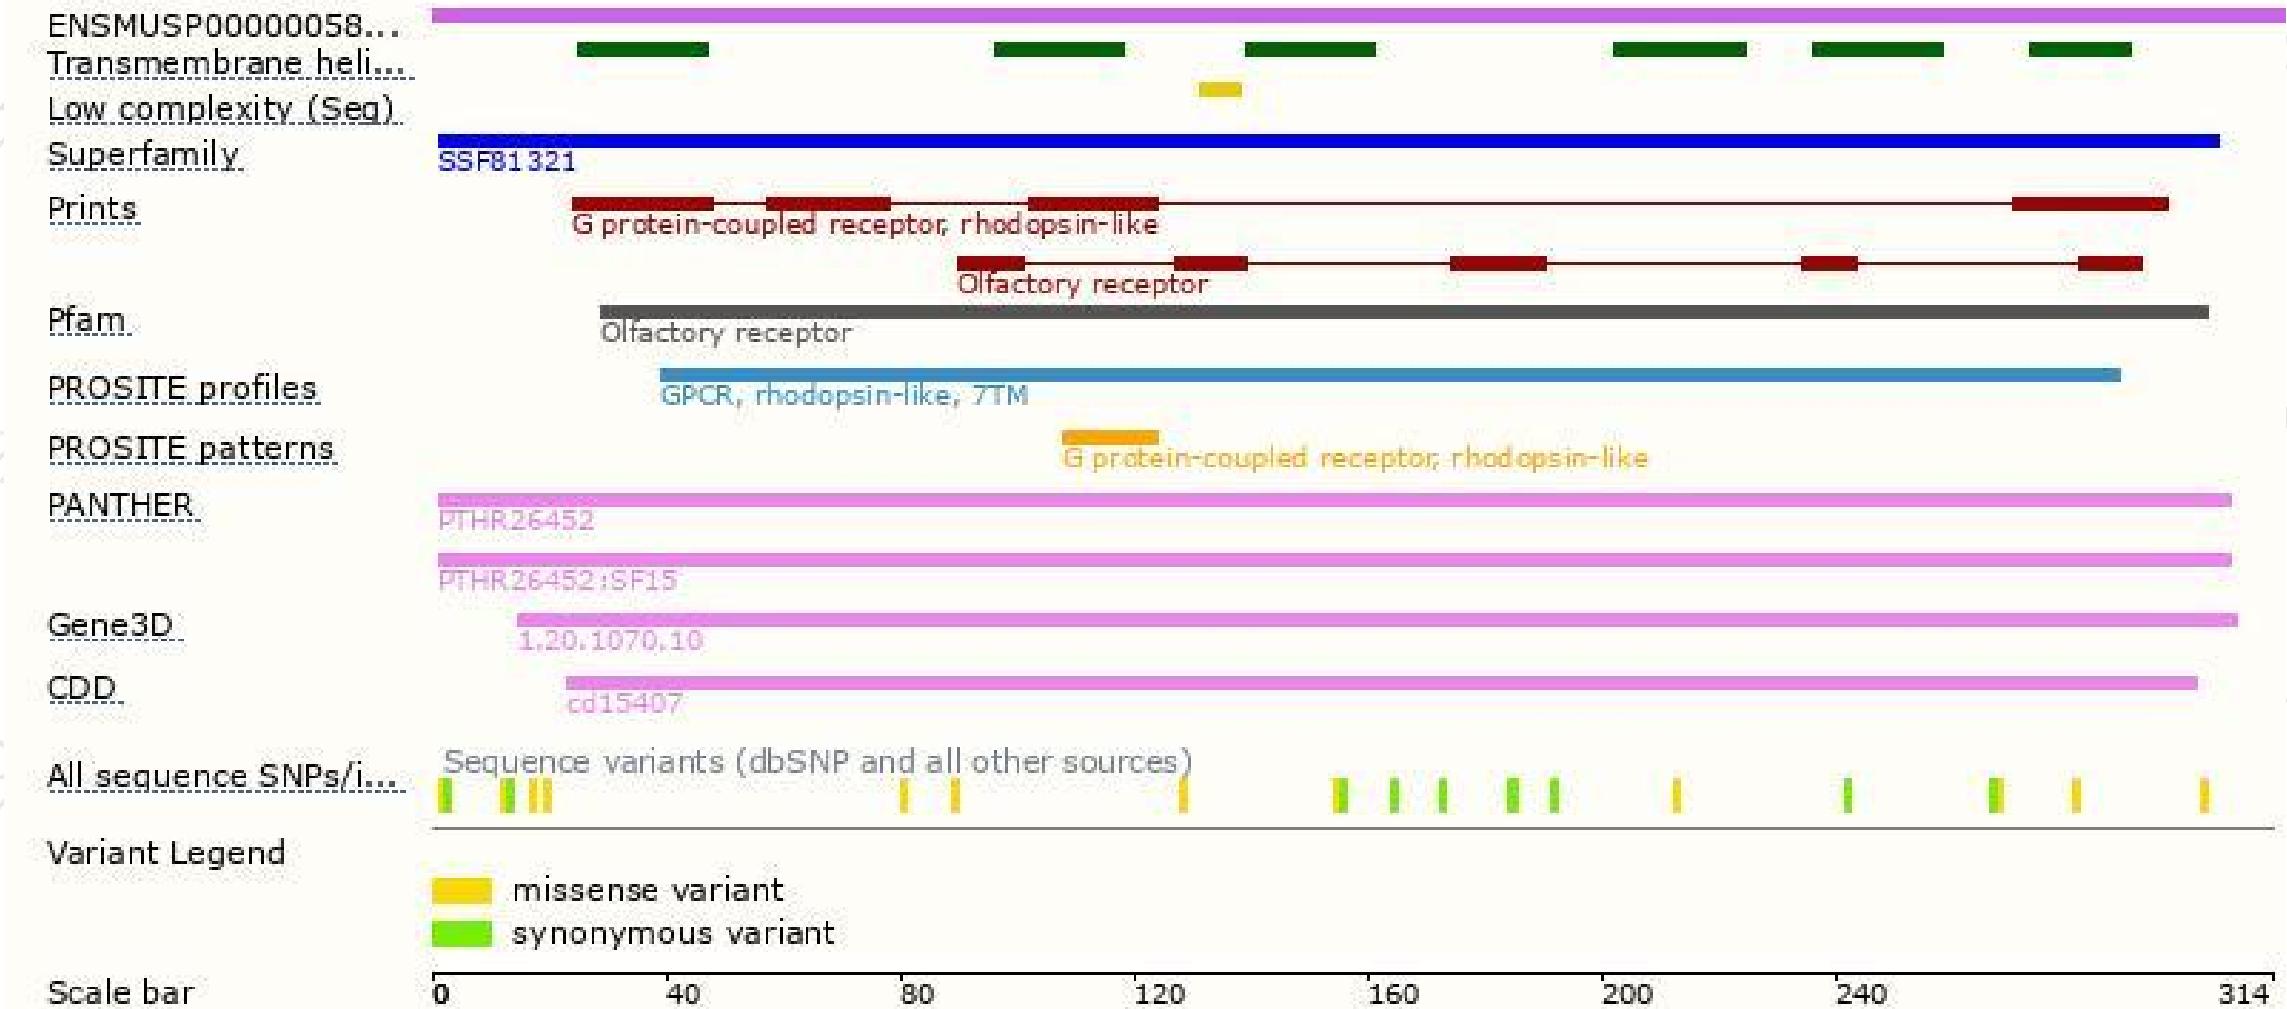 ENSMUSP00000058...
Transmembrane heli...
Low complexity (Seg)
Superfamily
SSF81321
Prints
G protein-coupled receptor, rhodopsin-like
Olfactory receptor
Pfam
Olfactory receptor
PROSITE profiles
GPCR, rhodopsin-like, 7TM
PROSITE patterns
G protein-coupled receptor, rhodopsin-like
PANTHER
PTHR26452
PTHR26452:SF15
Gene3D
1.20.1070.10
CDD
cd15407
Sequence variants (dbSNP and all other sources)
All sequence SNPs/i...
Variant Legend
missense variant
synonymous variant
Scale bar 0 40 80 120 160 200 240 314